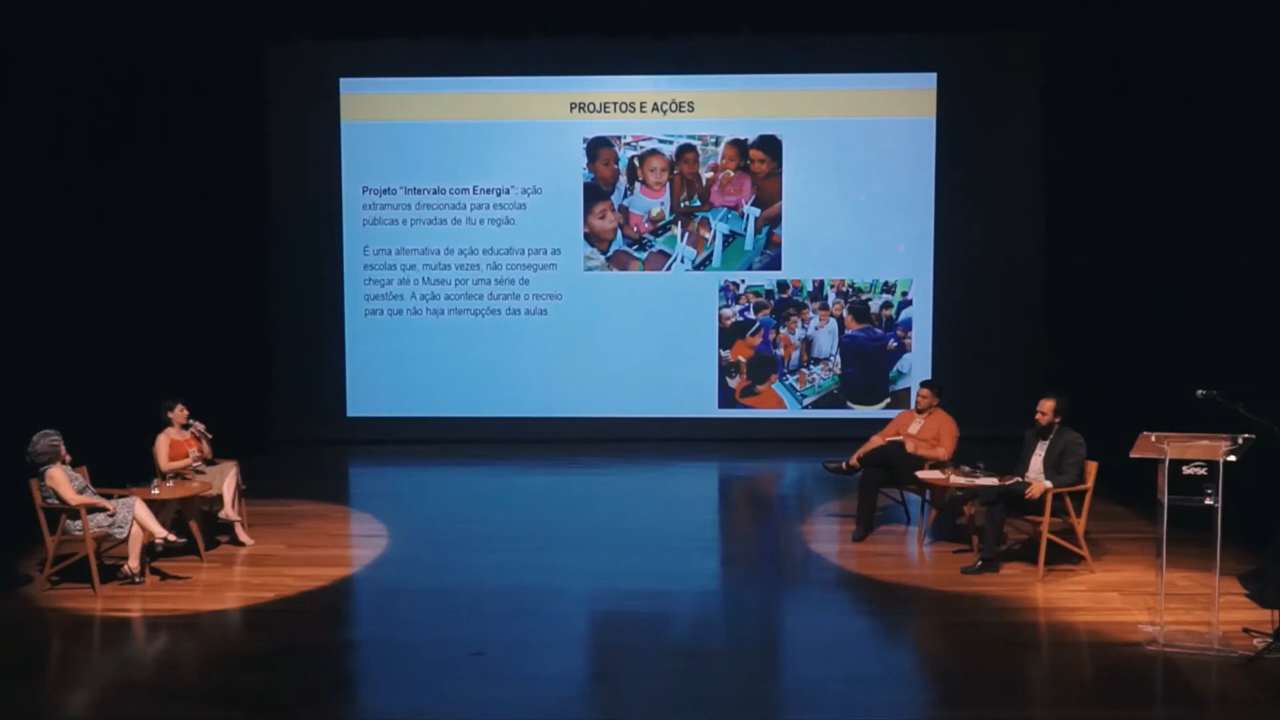 PROJETOS E AÇÕES
Projeto “Intervalo com Energia”: ação
extramuros direcionada para escolas
públicas e privadas de Itu e região.
É uma alternativa de ação educativa para as
escolas que, muitas vezes, não conseguem
chegar até o Museu por uma série de
questões. A ação acontece durante o recreio
para que não haja interrupções das aulas.
Sesc